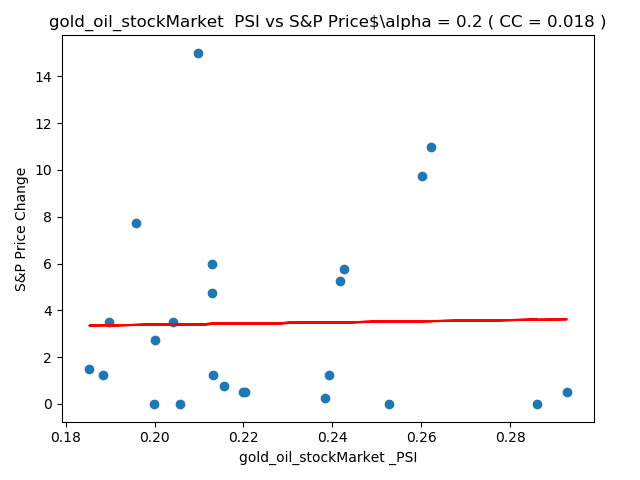 gold_oil_stockMarket  PSI vs S&P Price$\alpha = 0.2 ( CC = 0.018 )
14
12
10
8
6
4
2
0
S&P Price Change
0.18 0.20 0.22 0.24 0.26 0.28
gold_oil_stockMarket _PSI